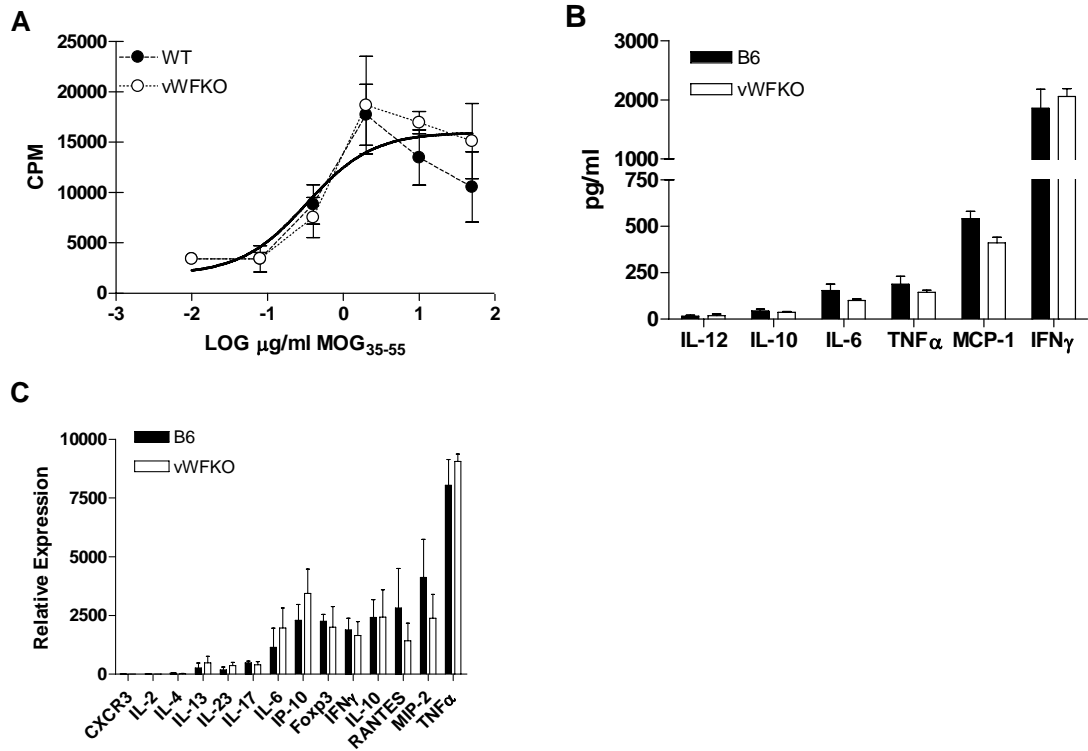 A
25000
20000
15000
10000
5000
0
CPM
WT
vWFKO
-3 -2 -1 0 1 2
LOG µg/ml MOG35-55
B
3000
2000
1000
750
500
250
0
pg/ml
B6
vWFKO
IL-12 IL-10 IL-6 TNFα MCP-1 IFNγ
C
10000
7500
5000
2500
0
Relative Expression
B6
vWFKO
CXCR3 IL-2 IL-4 IL-13 IL-23 IL-17 IL-6 IP-10 Foxp3 IFNγ IL-10 RANTES MIP-2 TNFα